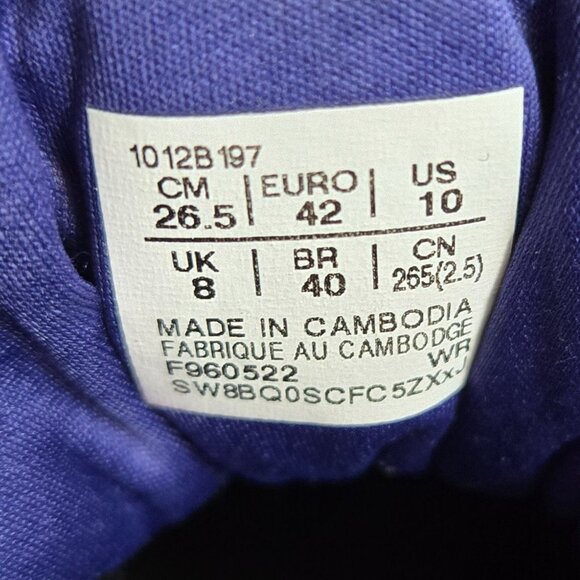 1012B197
CM | EURO | US
26.5 | 42 | 10
UK | BR | CN
8 | 40 | 265(2.5)
MADE IN CAMBODIA
FABRIQUE AU CAMBODGE
F960522 WR
SW8BQ0SCFC5ZXxJ